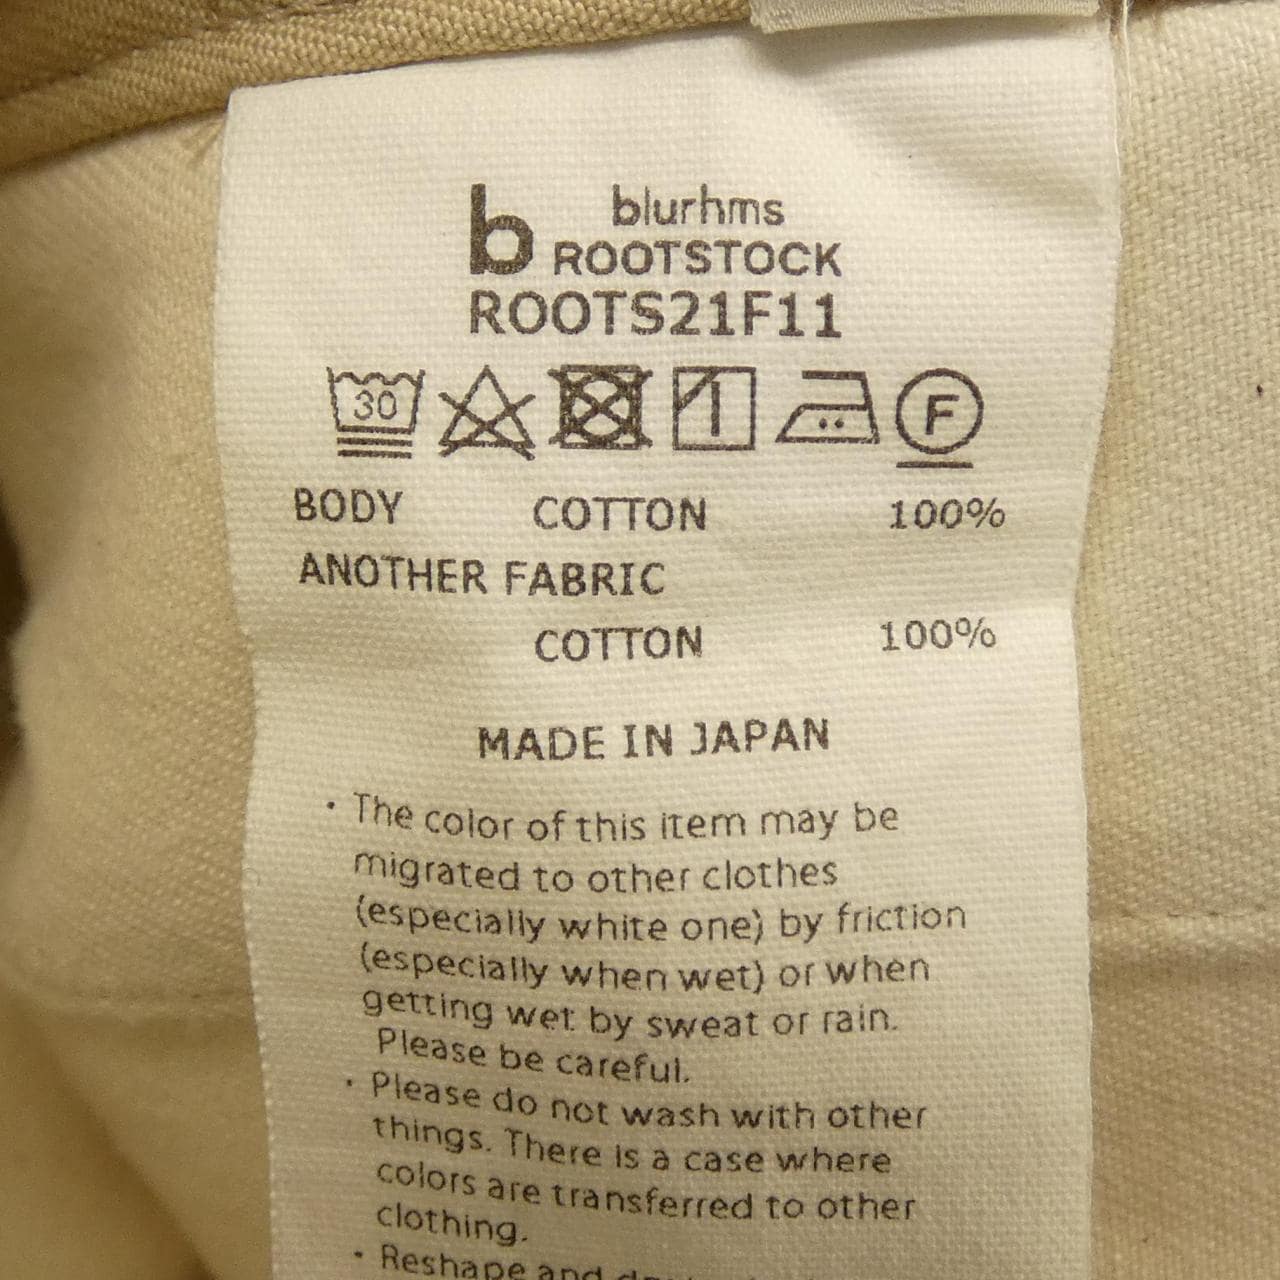 b blurhms
ROOTSTOCK
ROOTS21F11
30 F
BODY COTTON 100%
ANOTHER FABRIC
COTTON 100%
MADE IN JAPAN
・The color of this item may be
migrated to other clothes
(especially white one) by friction
(especially when wet) or when
getting wet by sweat or rain.
Please be careful.
・Please do not wash with other
things. There is a case where
colors are transferred to other
clothing.
・Reshape and